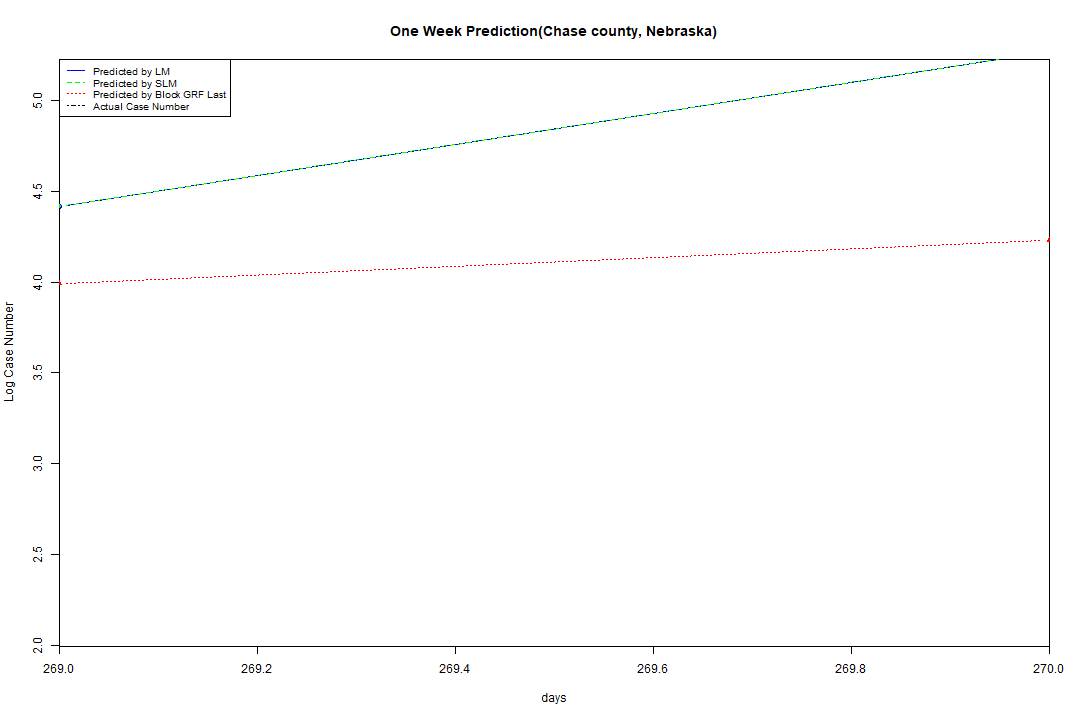 One Week Prediction(Chase county, Nebraska)
Predicted by LM
Predicted by SLM
Predicted by Block GRF Last
Actual Case Number
Log Case Number
5.0
4.5
4.0
3.5
3.0
2.5
2.0
269.0 269.2 269.4 269.6 269.8 270.0
days